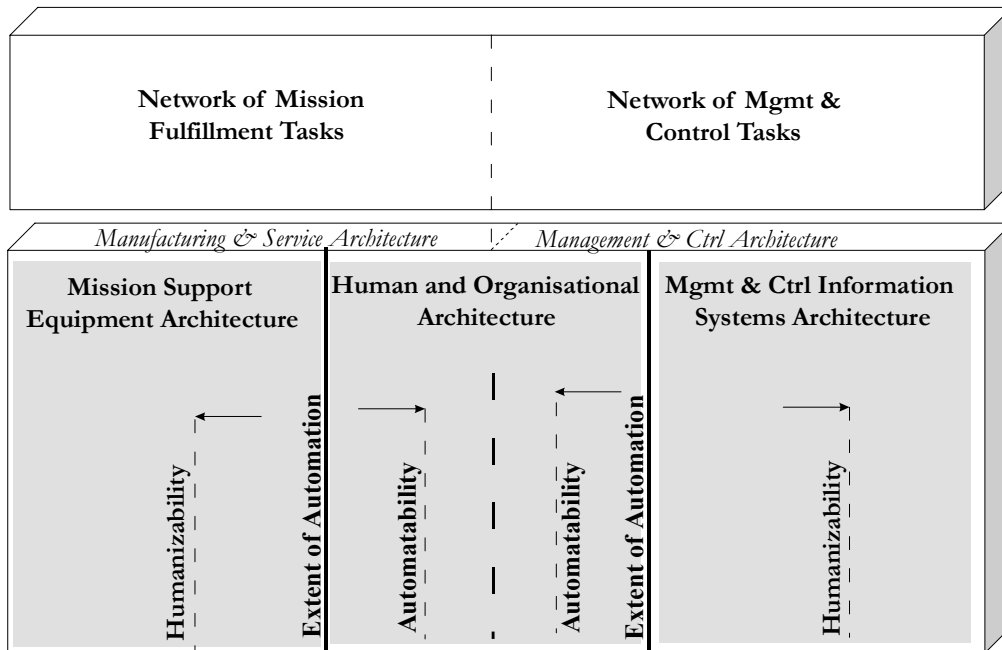 Network of Mission
Fulfillment Tasks
Network of Mgmt &
Control Tasks
Manufacturing & Service Architecture
Management & Ctrl Architecture
Mission Support
Equipment Architecture
Human and Organisational
Architecture
Mgmt & Ctrl Information
Systems Architecture
Humanizability
Extent of Automation
Automatability
Automatability
Extent of Automation
Humanizability